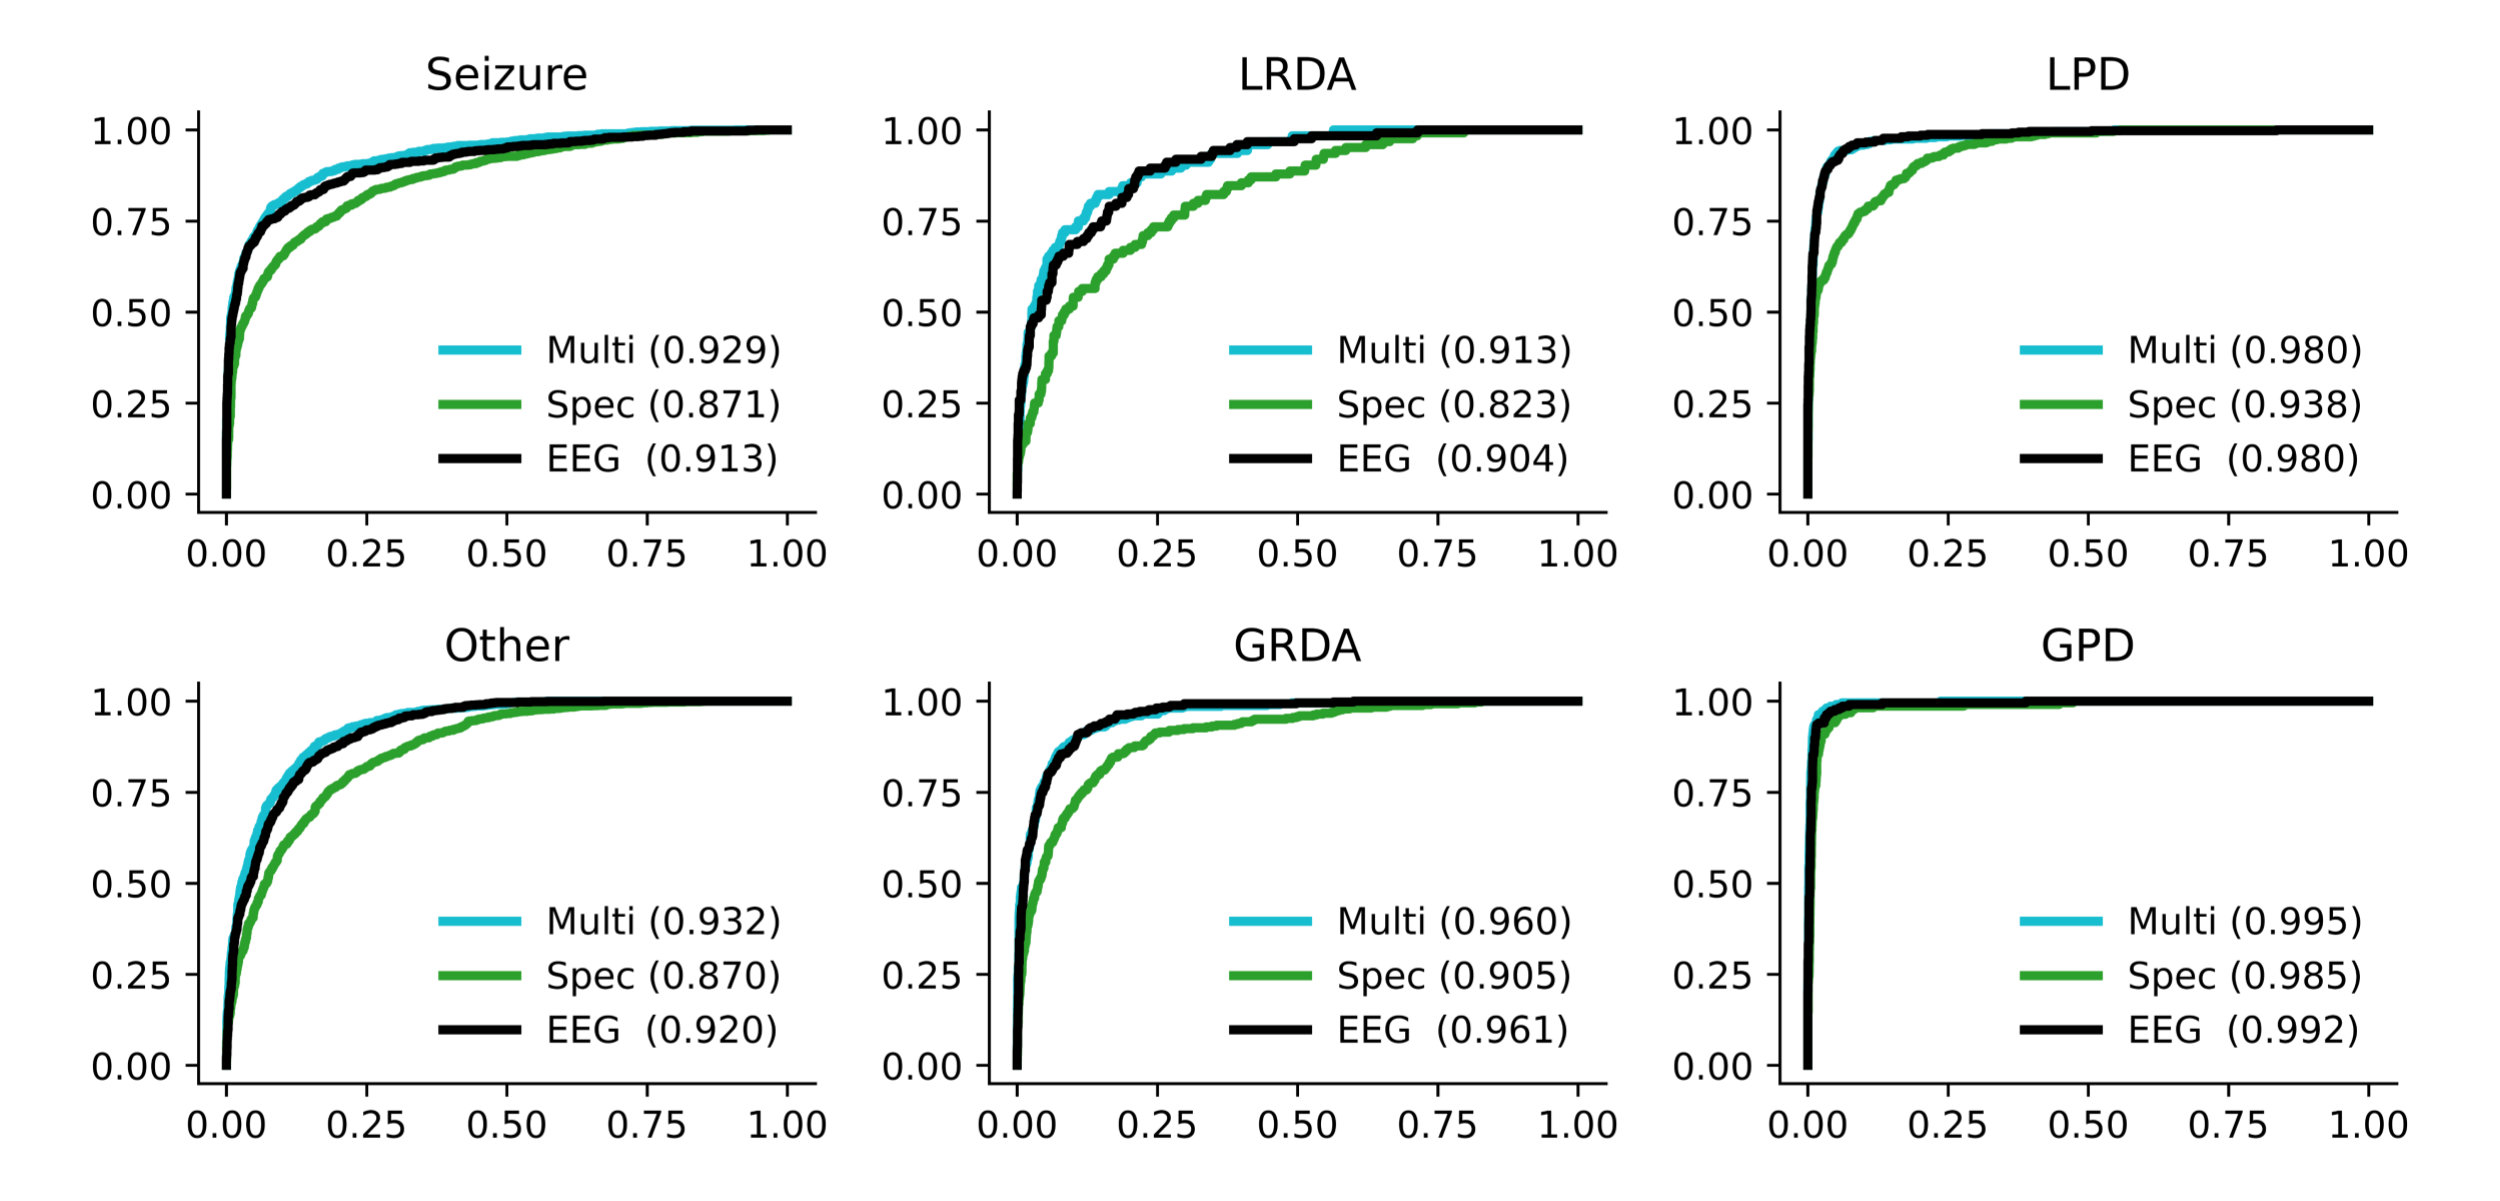 Seizure
1.00
0.75
0.50
0.25
0.00
Multi (0.929)
Spec (0.871)
EEG (0.913)
0.00 0.25 0.50 0.75 1.00
LRDA
1.00
0.75
0.50
0.25
0.00
Multi (0.913)
Spec (0.823)
EEG (0.904)
0.00 0.25 0.50 0.75 1.00
LPD
1.00
0.75
0.50
0.25
0.00
Multi (0.980)
Spec (0.938)
EEG (0.980)
0.00 0.25 0.50 0.75 1.00
Other
1.00
0.75
0.50
0.25
0.00
Multi (0.932)
Spec (0.870)
EEG (0.920)
0.00 0.25 0.50 0.75 1.00
GRDA
1.00
0.75
0.50
0.25
0.00
Multi (0.960)
Spec (0.905)
EEG (0.961)
0.00 0.25 0.50 0.75 1.00
GPD
1.00
0.75
0.50
0.25
0.00
Multi (0.995)
Spec (0.985)
EEG (0.992)
0.00 0.25 0.50 0.75 1.00